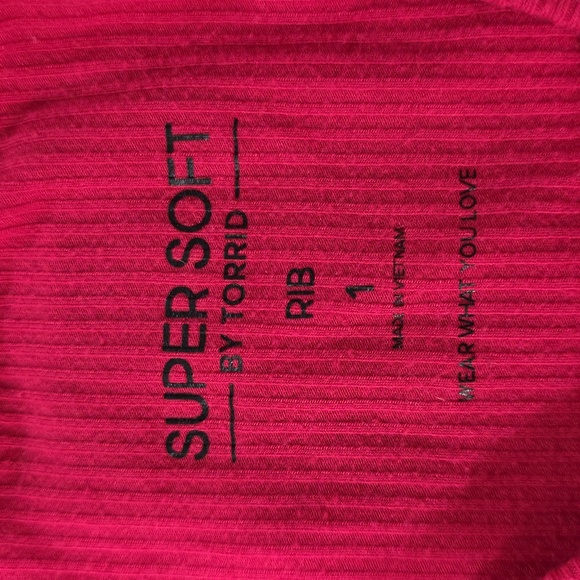 SUPER SOFT
BY TORRID
RIB
1
MADE IN VIETNAM
WEAR WHAT YOU LOVE